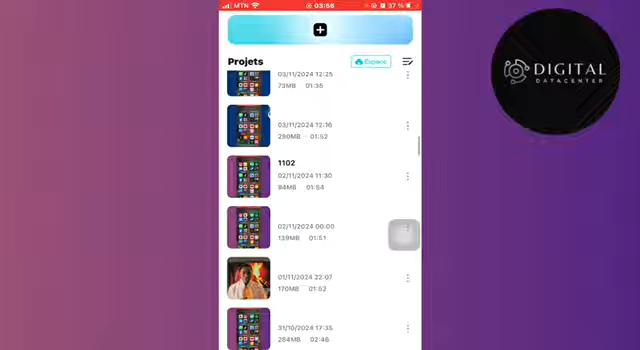 MTN 03:56 37 %
+
Projets Espace
03/11/2024 12:25
73MB 01:35
03/11/2024 12:16
290MB 01:52
1102
02/11/2024 11:30
94MB 01:54
02/11/2024 00:00
139MB 01:51
01/11/2024 22:07
170MB 01:52
31/10/2024 17:35
284MB 02:46
DIGITAL
DATACENTER